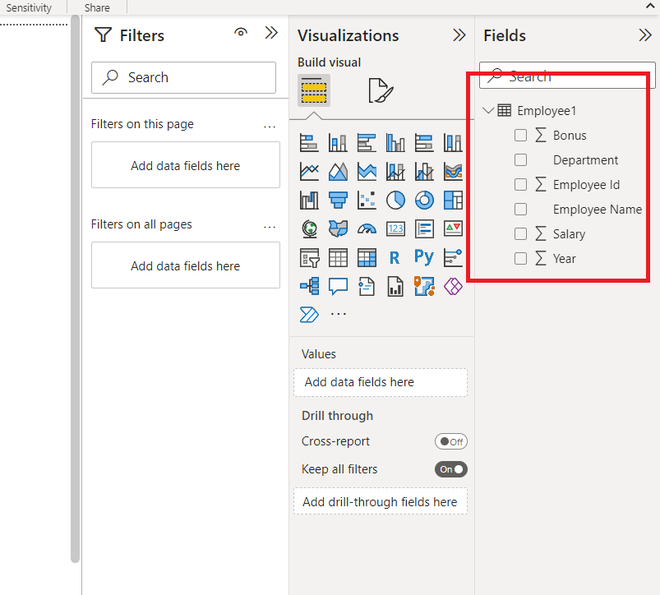 Sensitivity
Share
Filters
Search
Filters on this page
...
Add data fields here
Filters on all pages
...
Add data fields here
Visualizations
Build visual
123
R
Py
...
Values
Add data fields here
Drill through
Cross-report
Off
Keep all filters
On
Add drill-through fields here
Fields
Search
Employee1
∑ Bonus
Department
∑ Employee Id
Employee Name
∑ Salary
∑ Year